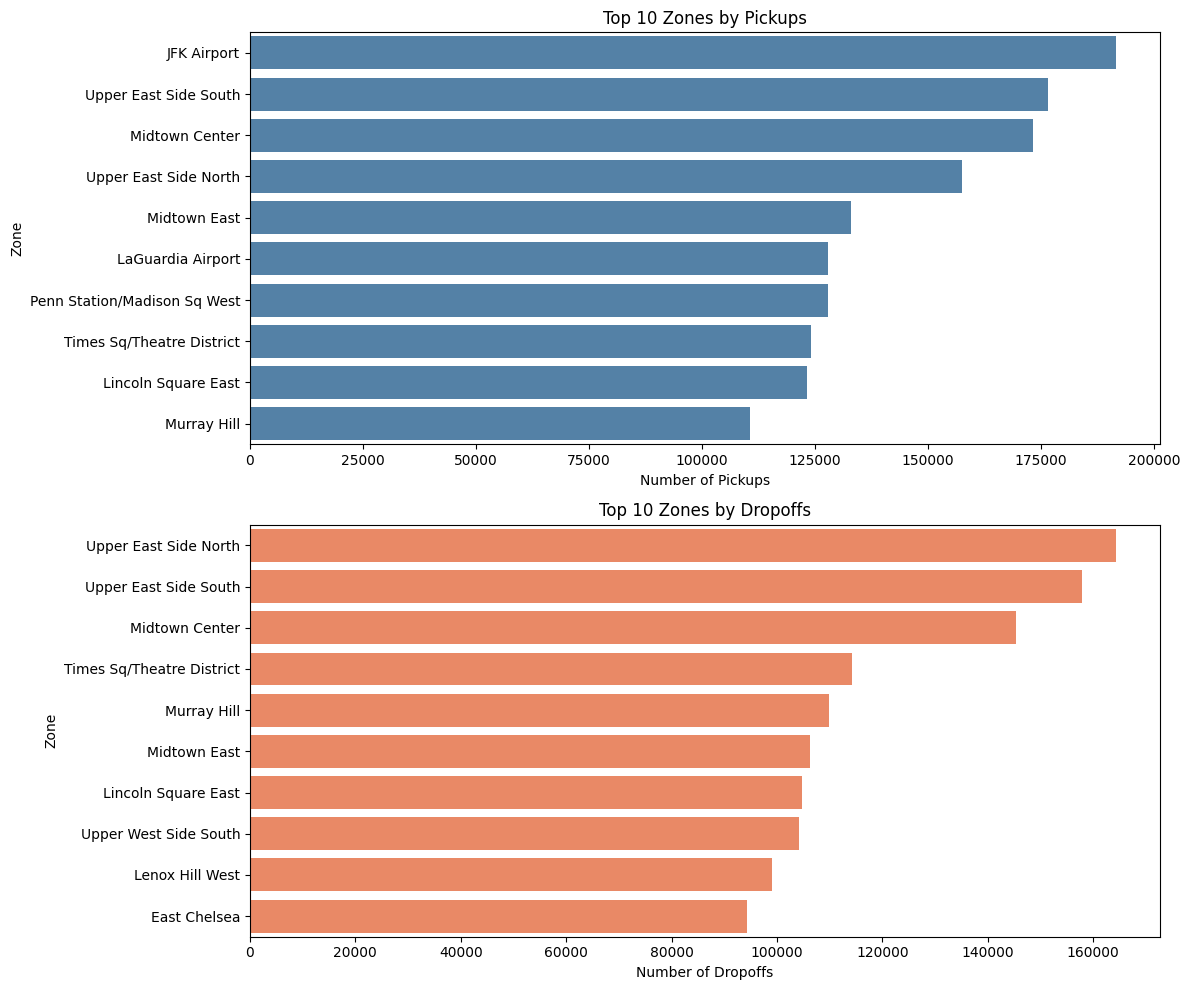 Top 10 Zones by Pickups
Zone
JFK Airport
Upper East Side South
Midtown Center
Upper East Side North
Midtown East
LaGuardia Airport
Penn Station/Madison Sq West
Times Sq/Theatre District
Lincoln Square East
Murray Hill
0 25000 50000 75000 100000 125000 150000 175000 200000
Number of Pickups
Top 10 Zones by Dropoffs
Zone
Upper East Side North
Upper East Side South
Midtown Center
Times Sq/Theatre District
Murray Hill
Midtown East
Lincoln Square East
Upper West Side South
Lenox Hill West
East Chelsea
0 20000 40000 60000 80000 100000 120000 140000 160000
Number of Dropoffs